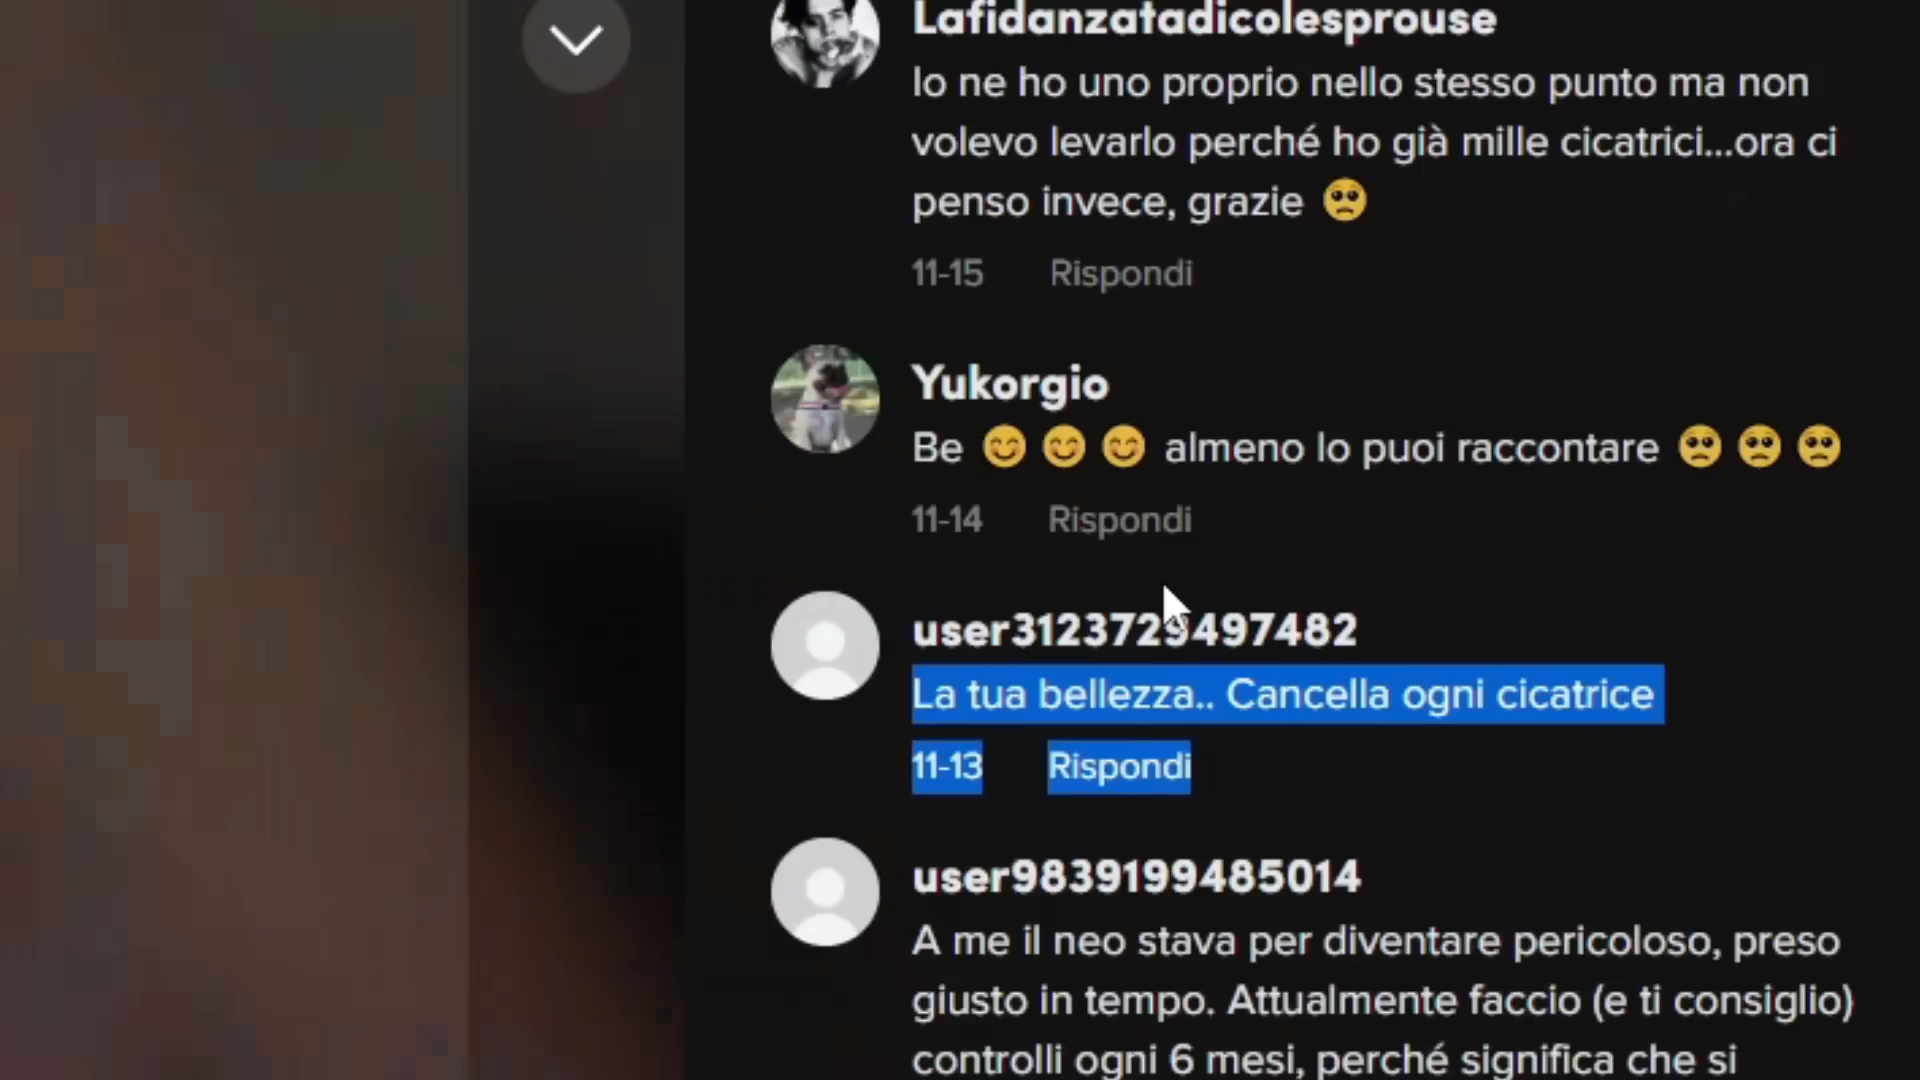 Lafidanzatadicolesprouse
Io ne ho uno proprio nello stesso punto ma non
volevo levarlo perché ho già mille cicatrici...ora ci
penso invece, grazie 🥺
11-15 Rispondi
Yukorgio
Be 😊😊😊 almeno lo puoi raccontare 🥺🥺🥺
11-14 Rispondi
user3123729497482
La tua bellezza.. Cancella ogni cicatrice
11-13 Rispondi
user9839199485014
A me il neo stava per diventare pericoloso, preso
giusto in tempo. Attualmente faccio (e ti consiglio)
controlli ogni 6 mesi, perché significa che si